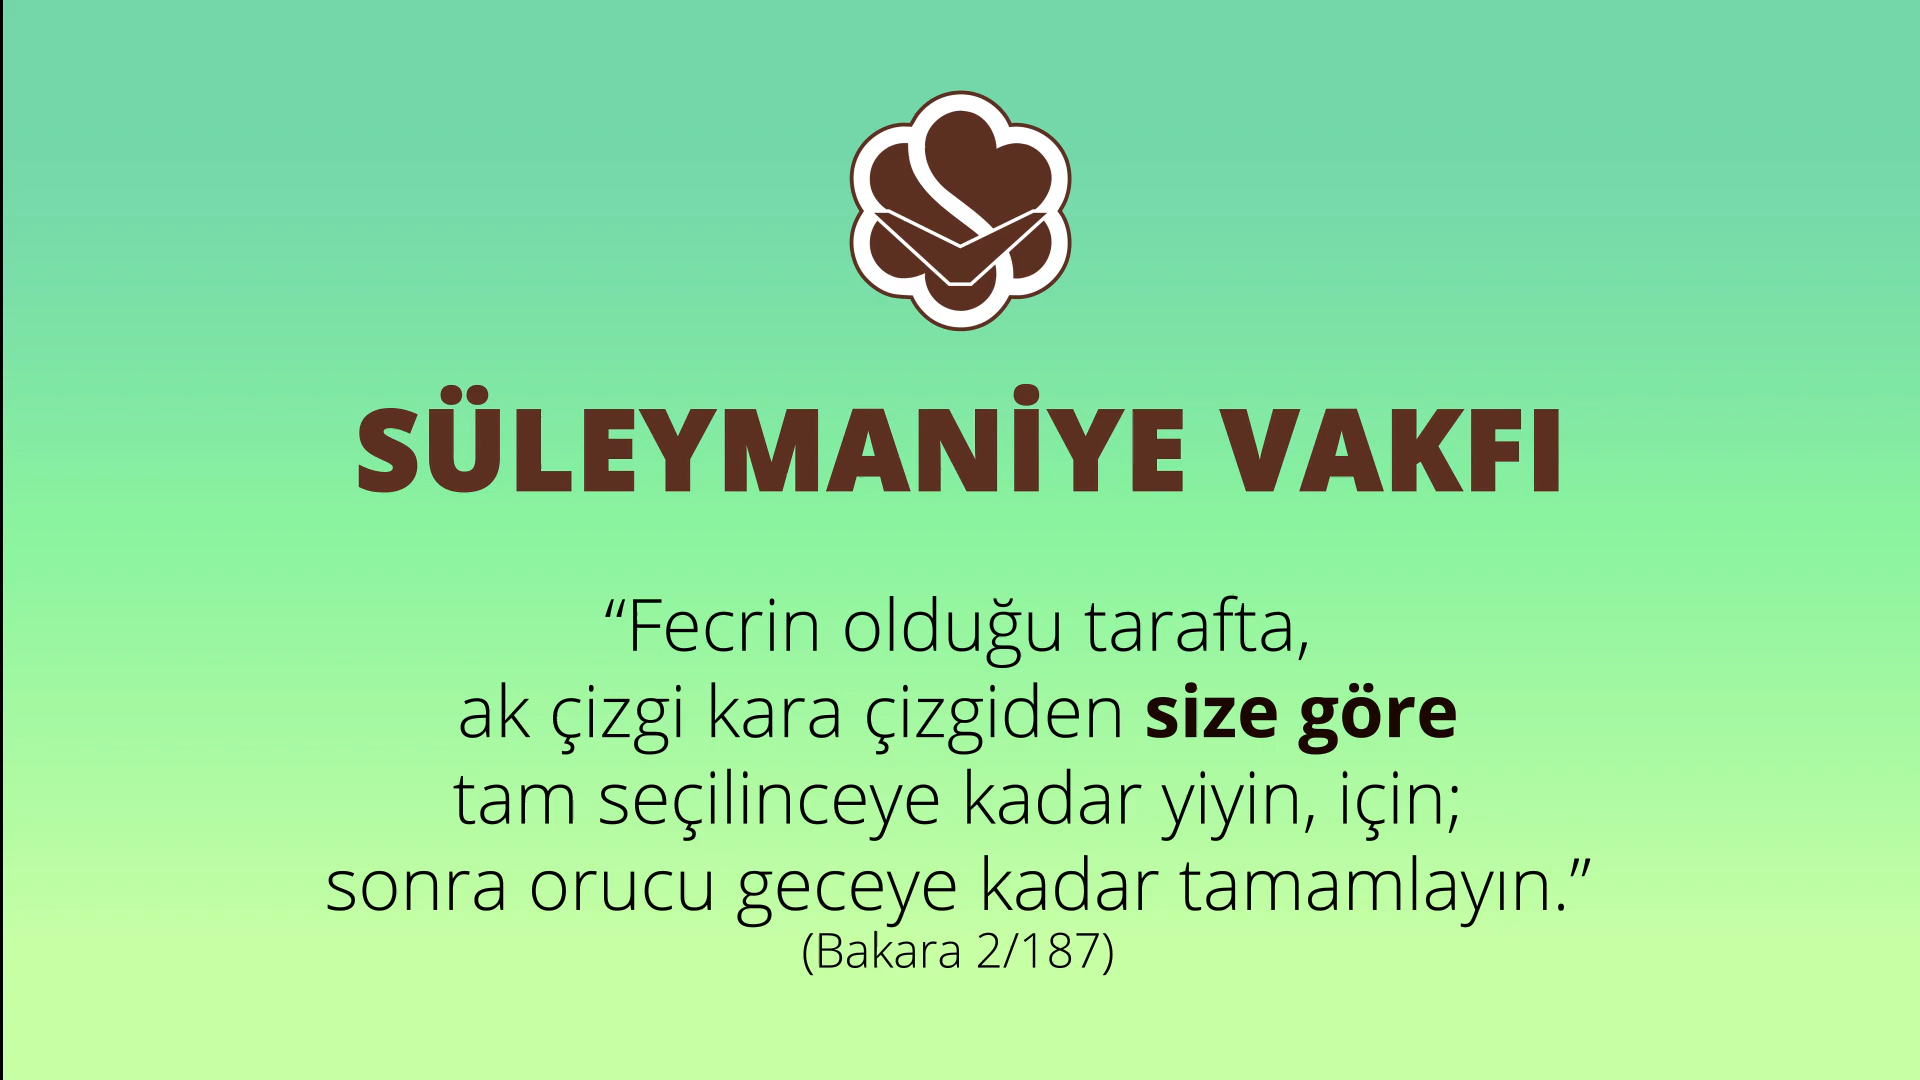 SÜLEYMANİYE VAKFI
“Fecrin olduğu tarafta,
ak çizgi kara çizgiden size göre
tam seçilinceye kadar yiyin, için;
sonra orucu geceye kadar tamamlayın.”
(Bakara 2/187)